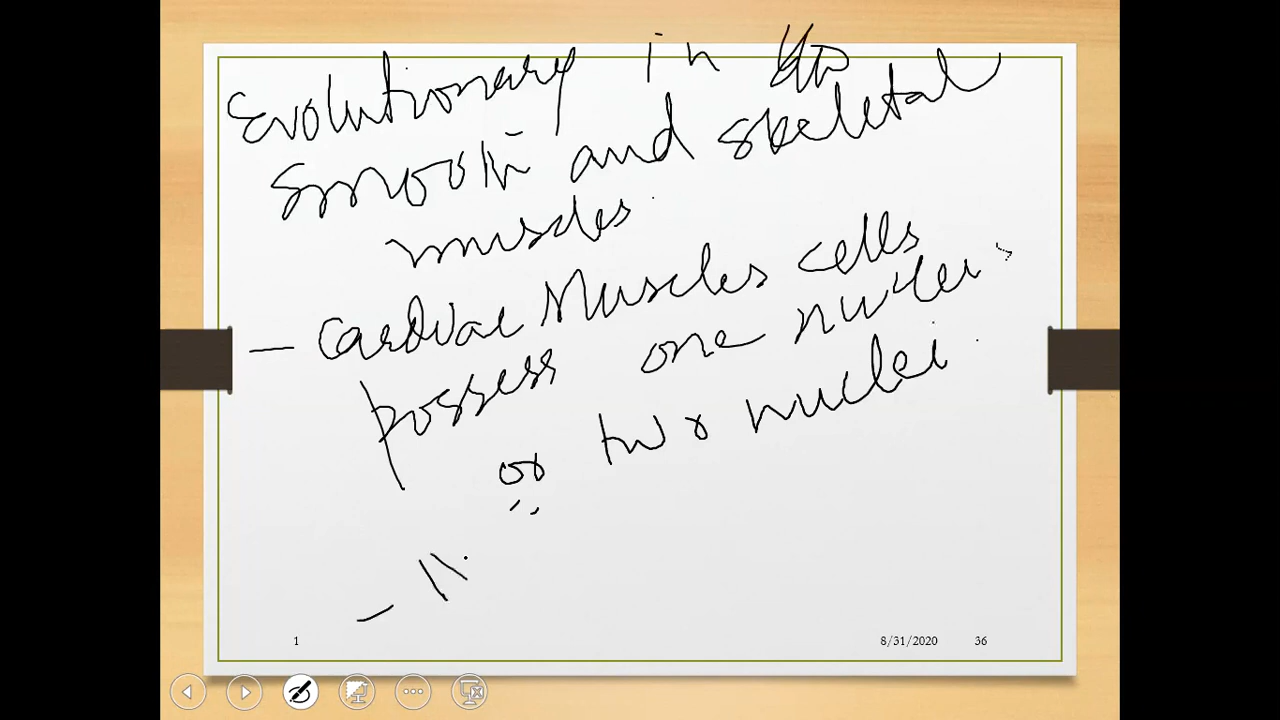 Evolutionary in
smooth and skeletal
muscles.
– Cardiac Muscles cells
possess one nuclei
or two nuclei.
–
1 8/31/2020 36